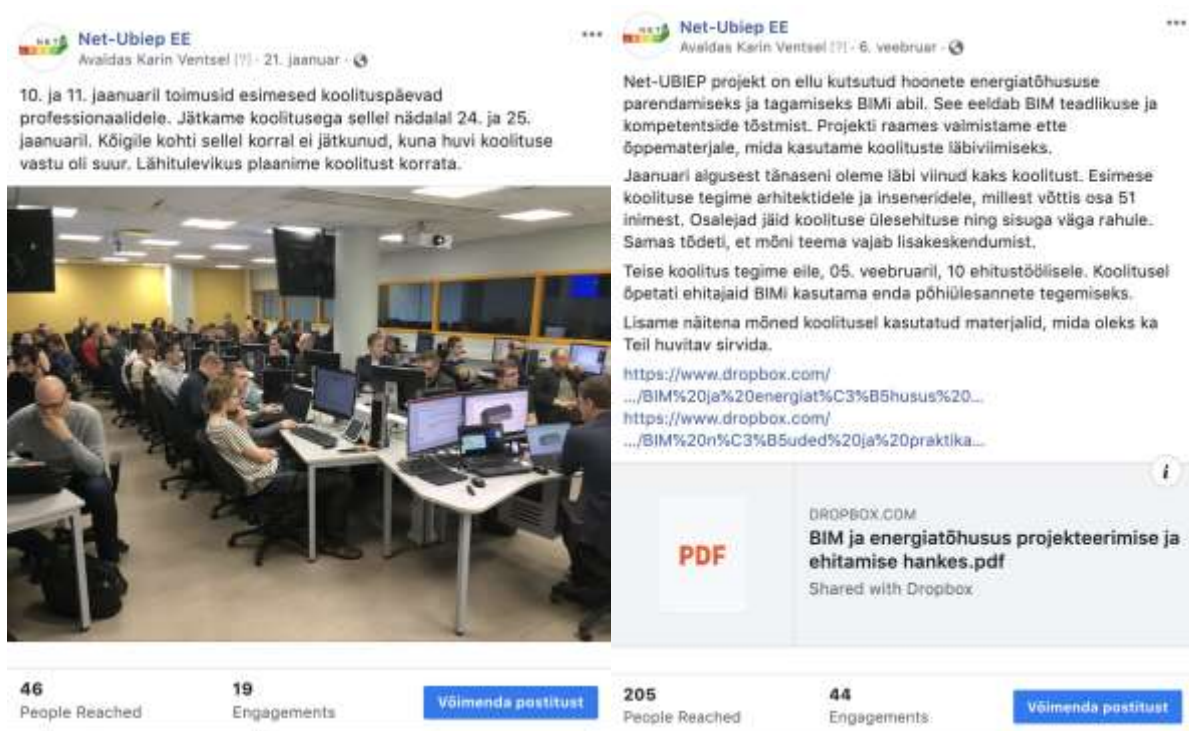 Net-Ubiep EE
Avaldas Karin Ventsel [?] · 21. jaanuar ·
10. ja 11. jaanuaril toimusid esimesed koolituspäevad
professionaalidele. Jätkame koolitusega sellel nädalal 24. ja 25.
jaanuaril. Kõigile kohti sellel korral ei jätkunud, kuna huvi koolituse
vastu oli suur. Lähitulevikus plaanime koolitust korrata.
46
People Reached
19
Engagements
Võimenda postitust
Net-Ubiep EE
Avaldas Karin Ventsel [?] · 6. veebruar ·
Net-UBIEP projekt on ellu kutsutud hoonete energiatõhususe
parendamiseks ja tagamiseks BIMi abil. See eeldab BIM teadlikuse ja
kompetentside tõstmist. Projekti raames valmistame ette
õppematerjale, mida kasutame koolituste läbiviimiseks.
Jaanuari algusest tänaseni oleme läbi viinud kaks koolitust. Esimese
koolituse tegime arhitektidele ja inseneridele, millest võttis osa 51
inimest. Osalejad jäid koolituse ülesehituse ning sisuga väga rahule.
Samas tõdeti, et mõni teema vajab lisakeskendumist.
Teise koolitus tegime eile, 05. veebruaril, 10 ehitustöölisele. Koolitusel
õpetati ehitajaid BIMi kasutama enda põhiülesannete tegemiseks.
Lisame näitena mõned koolitusel kasutatud materjalid, mida oleks ka
Teil huvitav sirvida.
https://www.dropbox.com/
.../BIM%20ja%20energiat%C3%B5husus%20...
https://www.dropbox.com/
.../BIM%20n%C3%B5uded%20ja%20praktika...
PDF
DROPBOX.COM
BIM ja energiatõhusus projekteerimise ja
ehitamise hankes.pdf
Shared with Dropbox
205
People Reached
44
Engagements
Võimenda postitust